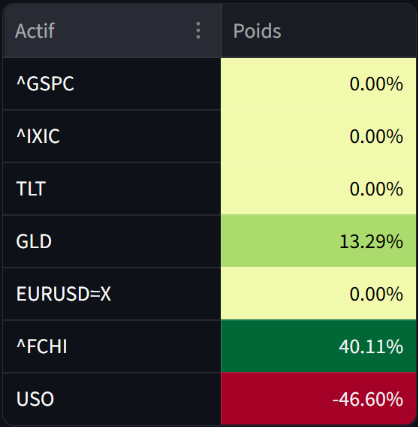 Actif Poids
^GSPC 0.00%
^IXIC 0.00%
TLT 0.00%
GLD 13.29%
EURUSD=X 0.00%
^FCHI 40.11%
USO -46.60%